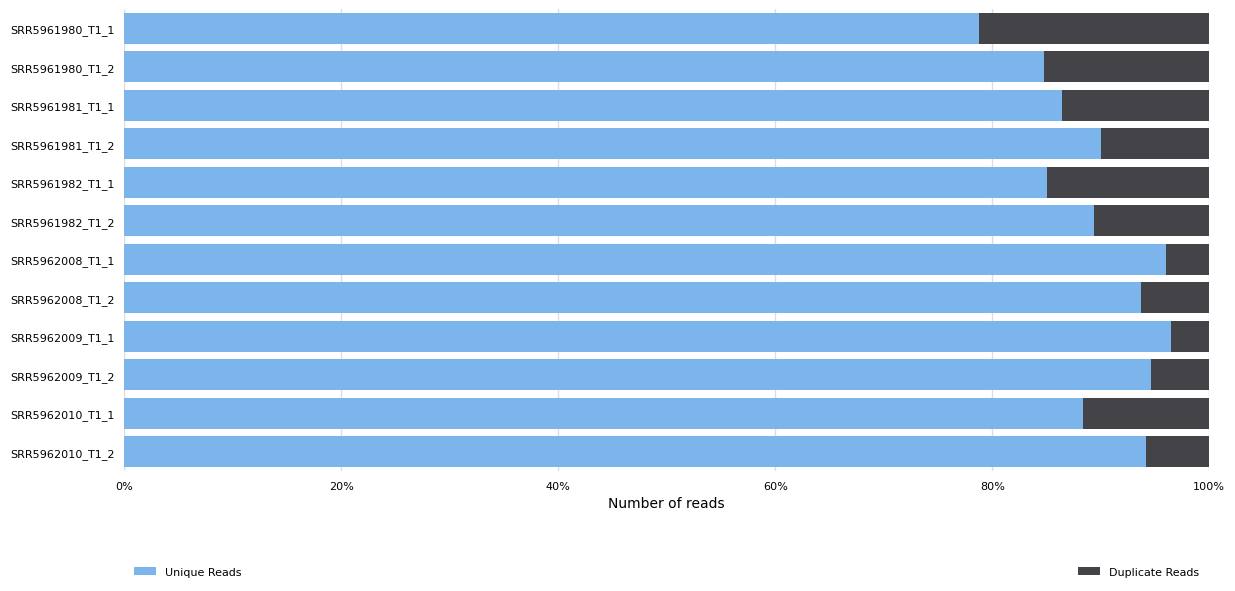 SRR5961980_T1_1
SRR5961980_T1_2
SRR5961981_T1_1
SRR5961981_T1_2
SRR5961982_T1_1
SRR5961982_T1_2
SRR5962008_T1_1
SRR5962008_T1_2
SRR5962009_T1_1
SRR5962009_T1_2
SRR5962010_T1_1
SRR5962010_T1_2
0% 20% 40% 60% 80% 100%
Number of reads
Unique Reads Duplicate Reads